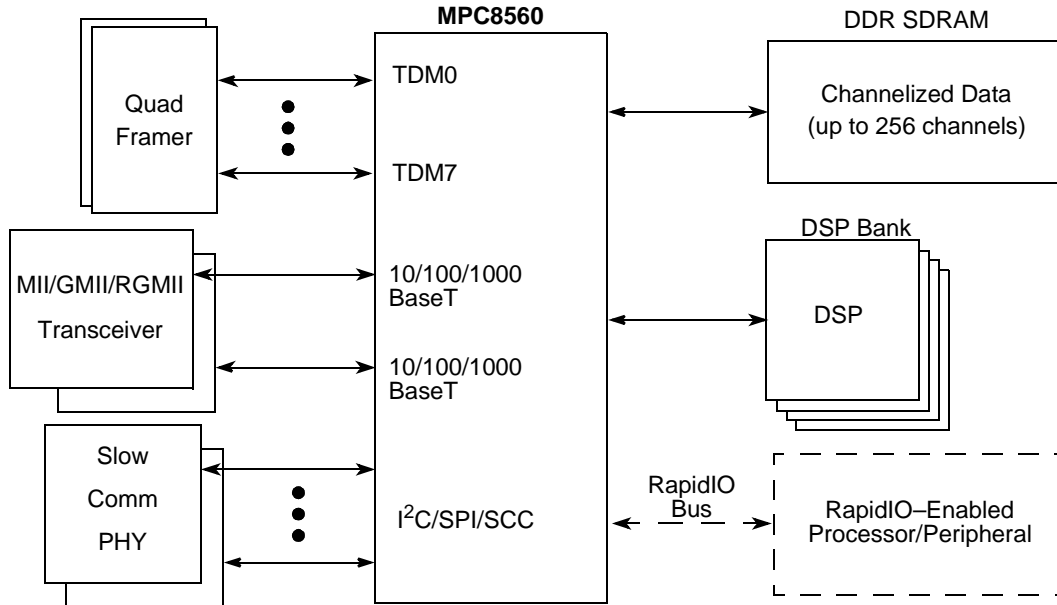 MPC8560
DDR SDRAM
Quad
Framer
TDM0
TDM7
Channelized Data
(up to 256 channels)
MII/GMII/RGMII
Transceiver
10/100/1000
BaseT
10/100/1000
BaseT
DSP Bank
DSP
Slow
Comm
PHY
I²C/SPI/SCC
RapidIO
Bus
RapidIO–Enabled
Processor/Peripheral